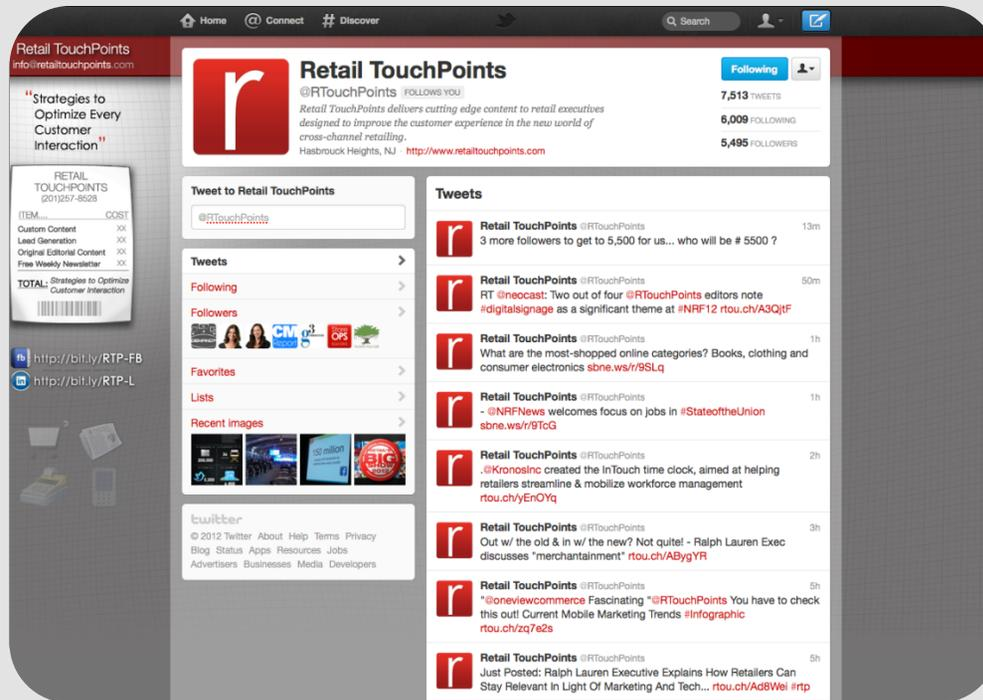 Home
Connect
Discover
Search
Retail TouchPoints
info@retailtouchpoints.com
"Strategies to
Optimize Every
Customer
Interaction"
RETAIL
TOUCHPOINTS
(201)257-8528
ITEM.... COST
Custom Content XX
Lead Generation XX
Original Editorial Content XX
Free Weekly Newsletter XX
TOTAL: Strategies to Optimize
Customer Interaction
fb http://bit.ly/RTP-FB
in http://bit.ly/RTP-L
r
Retail TouchPoints
@RTouchPoints FOLLOWS YOU
Retail TouchPoints delivers cutting edge content to retail executives
designed to improve the customer experience in the new world of
cross-channel retailing.
Hasbrouck Heights, NJ · http://www.retailtouchpoints.com
Following
7,513 TWEETS
6,009 FOLLOWING
5,495 FOLLOWERS
Tweet to Retail TouchPoints
@RTouchPoints
Tweets
Following
Followers
CM
Report
g3
Store
OPS
Favorites
Lists
Recent images
150 million
BIG
twitter
© 2012 Twitter About Help Terms Privacy
Blog Status Apps Resources Jobs
Advertisers Businesses Media Developers
Tweets
r
Retail TouchPoints @RTouchPoints 13m
3 more followers to get to 5,500 for us... who will be # 5500 ?
r
Retail TouchPoints @RTouchPoints 50m
RT @neocast: Two out of four @RTouchPoints editors note
#digitalsignage as a significant theme at #NRF12 rtou.ch/A3QjtF
r
Retail TouchPoints @RTouchPoints 1h
What are the most-shopped online categories? Books, clothing and
consumer electronics sbne.ws/r/9SLq
r
Retail TouchPoints @RTouchPoints 1h
- @NRFNews welcomes focus on jobs in #StateoftheUnion
sbne.ws/r/9TcG
r
Retail TouchPoints @RTouchPoints 2h
.@KronosInc created the InTouch time clock, aimed at helping
retailers streamline & mobilize workforce management
rtou.ch/yEnOYq
r
Retail TouchPoints @RTouchPoints 3h
Out w/ the old & in w/ the new? Not quite! - Ralph Lauren Exec
discusses "merchantainment" rtou.ch/ABygYR
r
Retail TouchPoints @RTouchPoints 5h
"@oneviewcommerce Fascinating "@RTouchPoints You have to check
this out! Current Mobile Marketing Trends #Infographic
rtou.ch/zq7e2s
r
Retail TouchPoints @RTouchPoints 5h
Just Posted: Ralph Lauren Executive Explains How Retailers Can
Stay Relevant In Light Of Marketing And Tech... rtou.ch/Ad8Wei #rtp